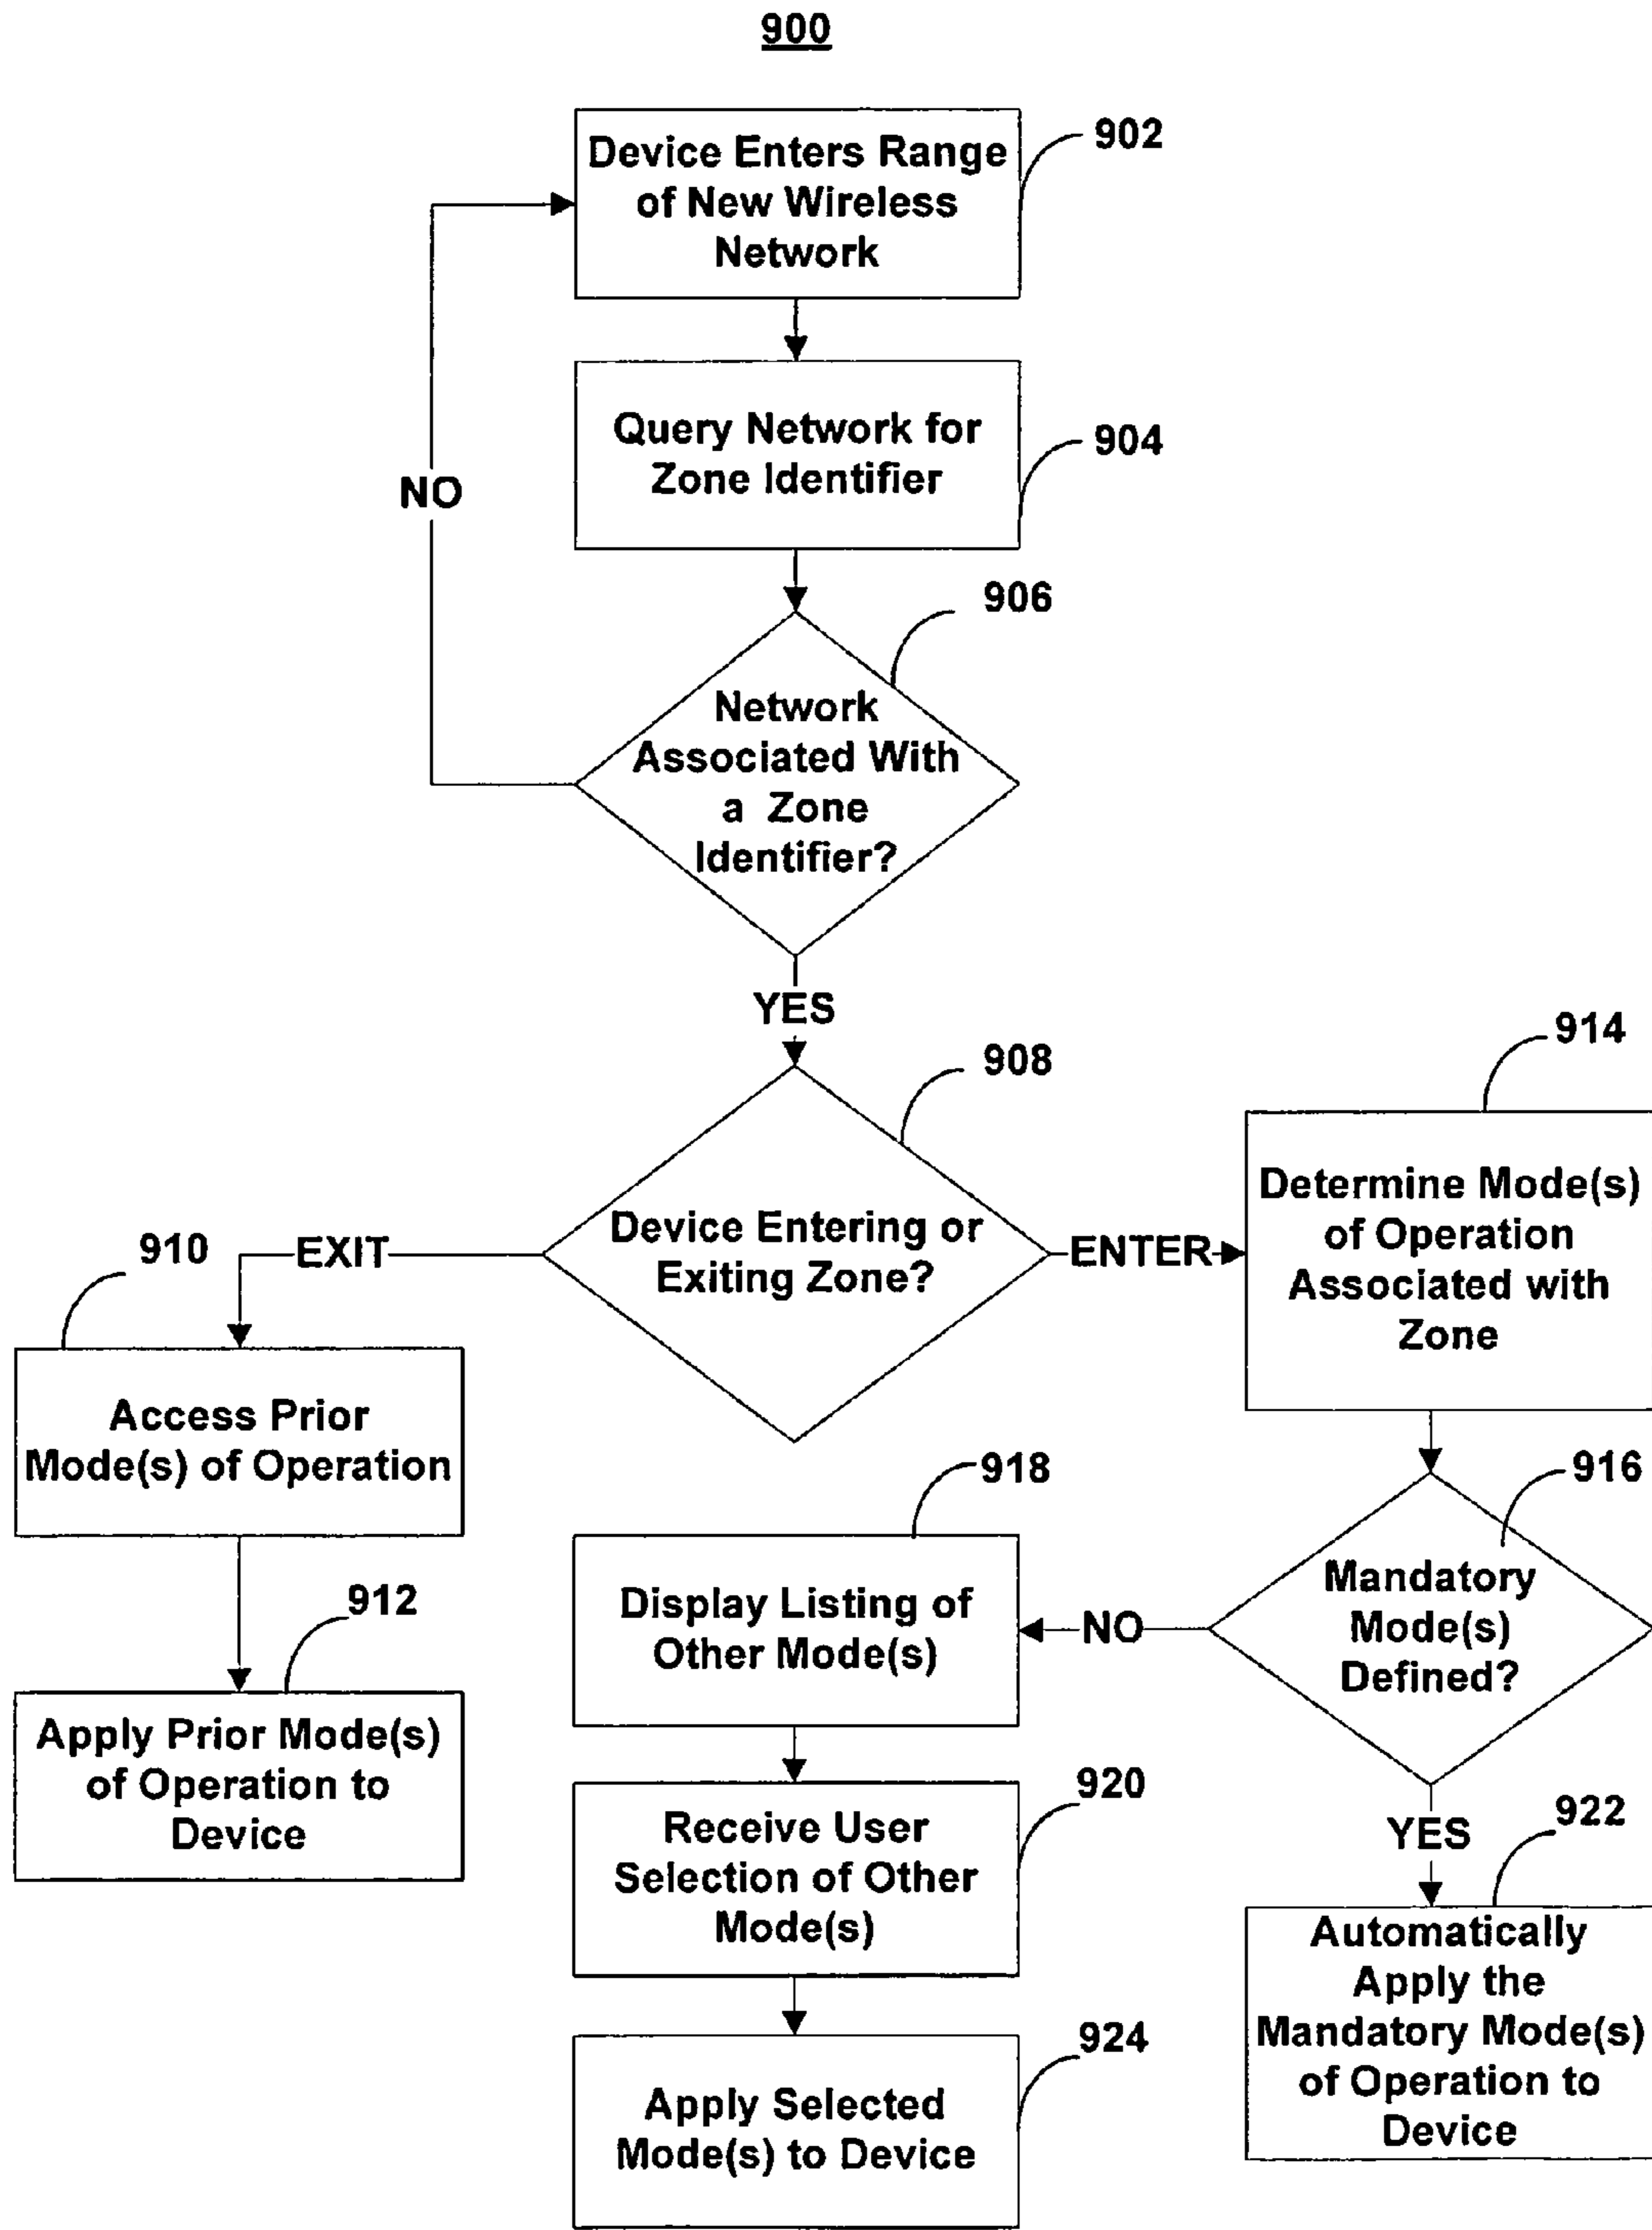 900
Device Enters Range
of New Wireless
Network
902
Query Network for
Zone Identifier
904
NO
906
Network
Associated With
a Zone
Identifier?
YES
908
Device Entering or
Exiting Zone?
EXIT
ENTER
914
Determine Mode(s)
of Operation
Associated with
Zone
910
Access Prior
Mode(s) of Operation
912
Apply Prior Mode(s)
of Operation to
Device
916
Mandatory
Mode(s)
Defined?
NO
918
Display Listing of
Other Mode(s)
920
Receive User
Selection of Other
Mode(s)
924
Apply Selected
Mode(s) to Device
YES
922
Automatically
Apply the
Mandatory Mode(s)
of Operation to
Device